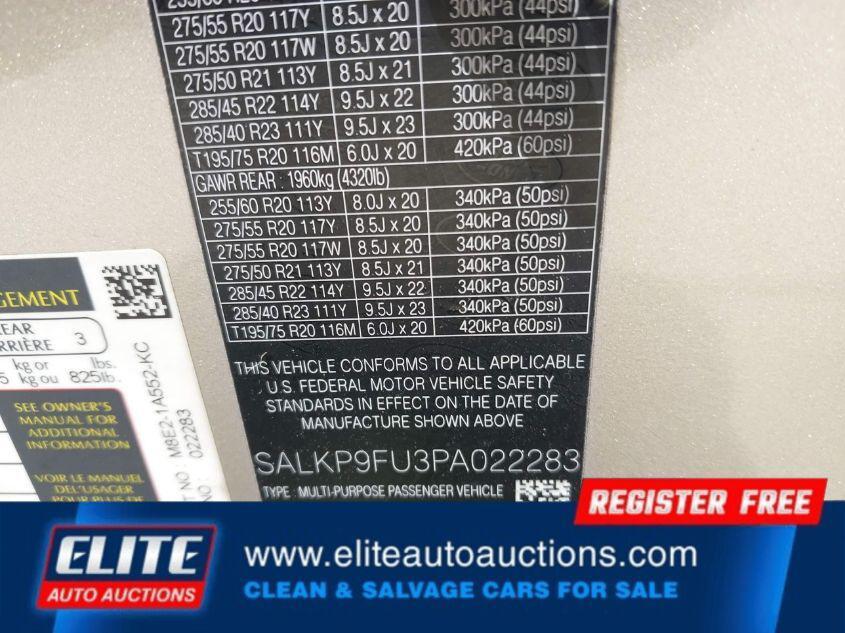 275/55 R20 117Y 8.5J x 20 300kPa (44psi)
275/55 R20 117W 8.5J x 20 300kPa (44psi)
275/50 R21 113Y 8.5J x 21 300kPa (44psi)
285/45 R22 114Y 9.5J x 22 300kPa (44psi)
285/40 R23 111Y 9.5J x 23 300kPa (44psi)
T195/75 R20 116M 6.0J x 20 420kPa (60psi)
GAWR REAR : 1960kg (4320lb)
255/60 R20 113Y 8.0J x 20 340kPa (50psi)
275/55 R20 117Y 8.5J x 20 340kPa (50psi)
275/55 R20 117W 8.5J x 20 340kPa (50psi)
275/50 R21 113Y 8.5J x 21 340kPa (50psi)
285/45 R22 114Y 9.5J x 22 340kPa (50psi)
285/40 R23 111Y 9.5J x 23 340kPa (50psi)
T195/75 R20 116M 6.0J x 20 420kPa (60psi)
THIS VEHICLE CONFORMS TO ALL APPLICABLE
U.S. FEDERAL MOTOR VEHICLE SAFETY
STANDARDS IN EFFECT ON THE DATE OF
MANUFACTURE SHOWN ABOVE
SALKP9FU3PA022283
TYPE : MULTI-PURPOSE PASSENGER VEHICLE
GEMENT
EAR
RRIÈRE 3
kg or lbs.
5 kg ou 825lb.
SEE OWNER'S
MANUAL FOR
ADDITIONAL
INFORMATION
VOIR LE MANUEL
DEL'USAGER
POUR PLUS DE
NO : M8E2-1A552-KC
NO : 022283
REGISTER FREE
ELITE
AUTO AUCTIONS
www.eliteautoauctions.com
CLEAN & SALVAGE CARS FOR SALE